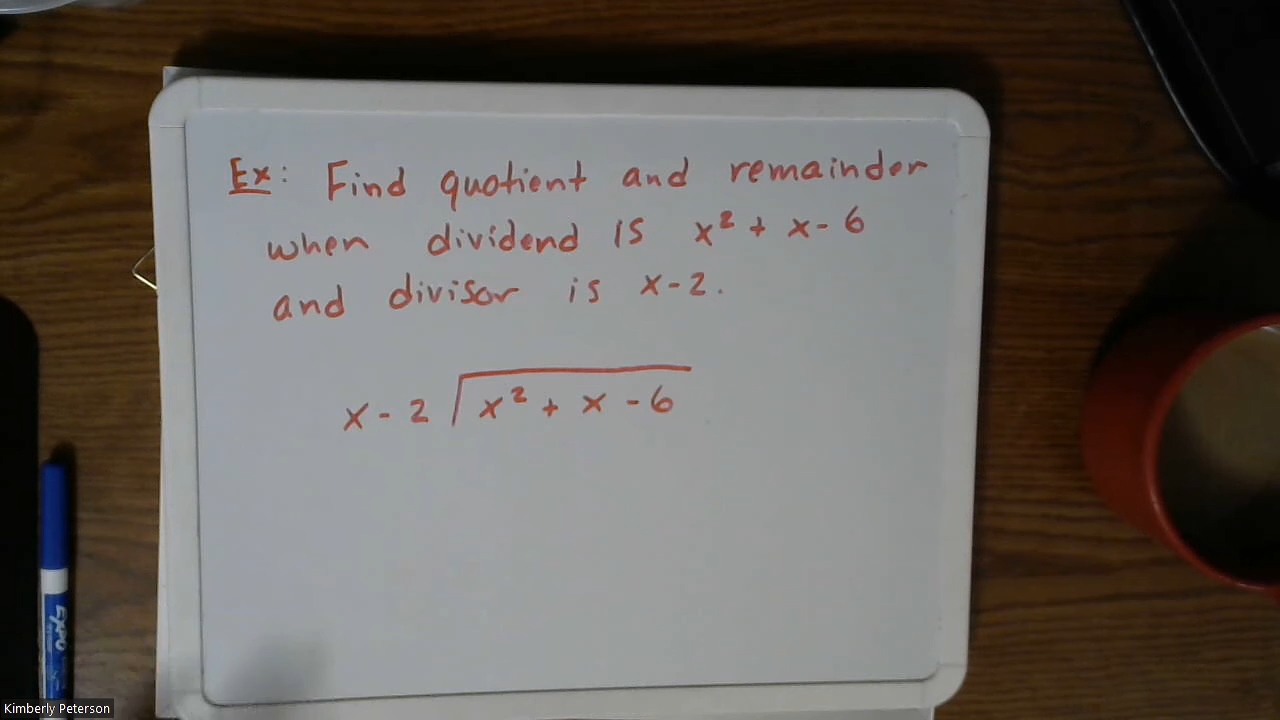 Ex: Find quotient and remainder
when dividend is x² + x - 6
and divisor is x-2.
x - 2 √x² + x - 6
EXPO
Kimberly Peterson